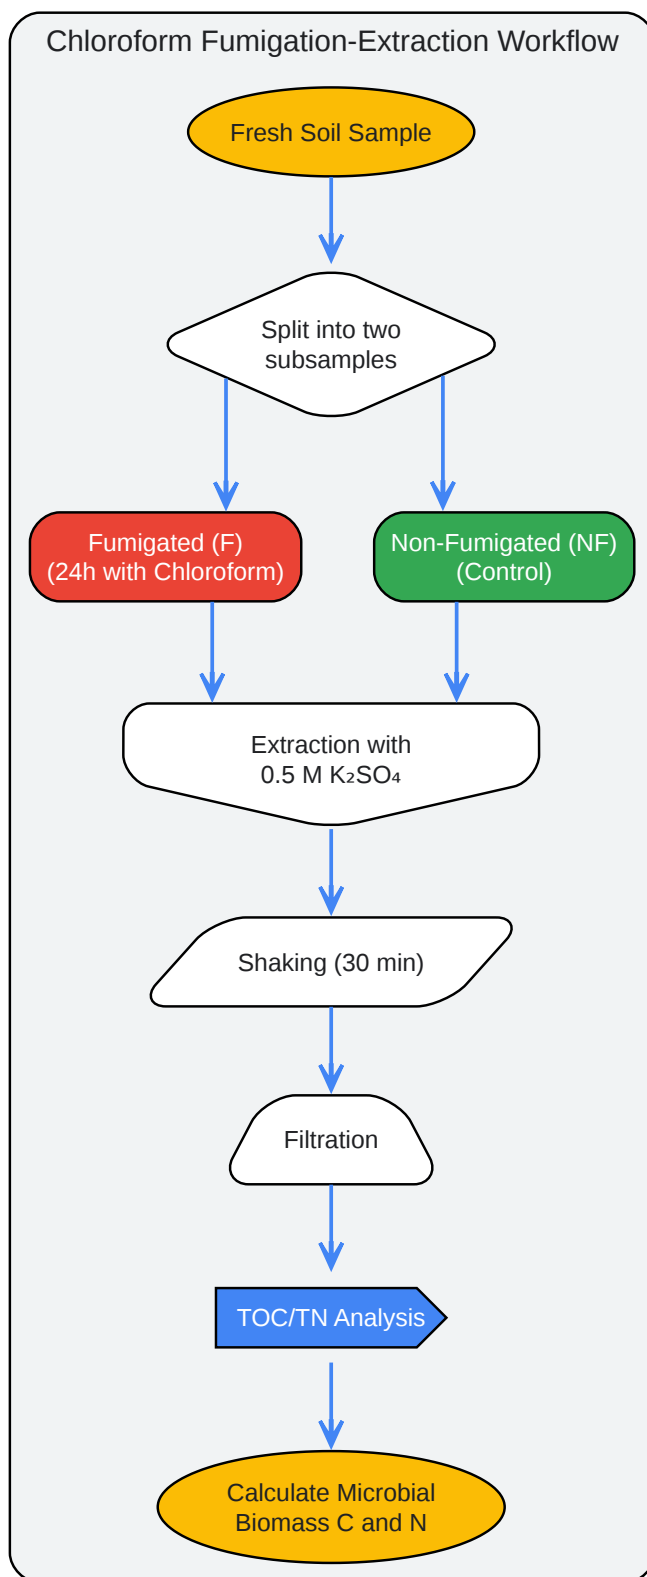 Chloroform Fumigation-Extraction Workflow
Fresh Soil Sample
Split into two
subsamples
Fumigated (F)
(24h with Chloroform)
Non-Fumigated (NF)
(Control)
Extraction with
0.5 M K₂SO₄
Shaking (30 min)
Filtration
TOC/TN Analysis
Calculate Microbial
Biomass C and N